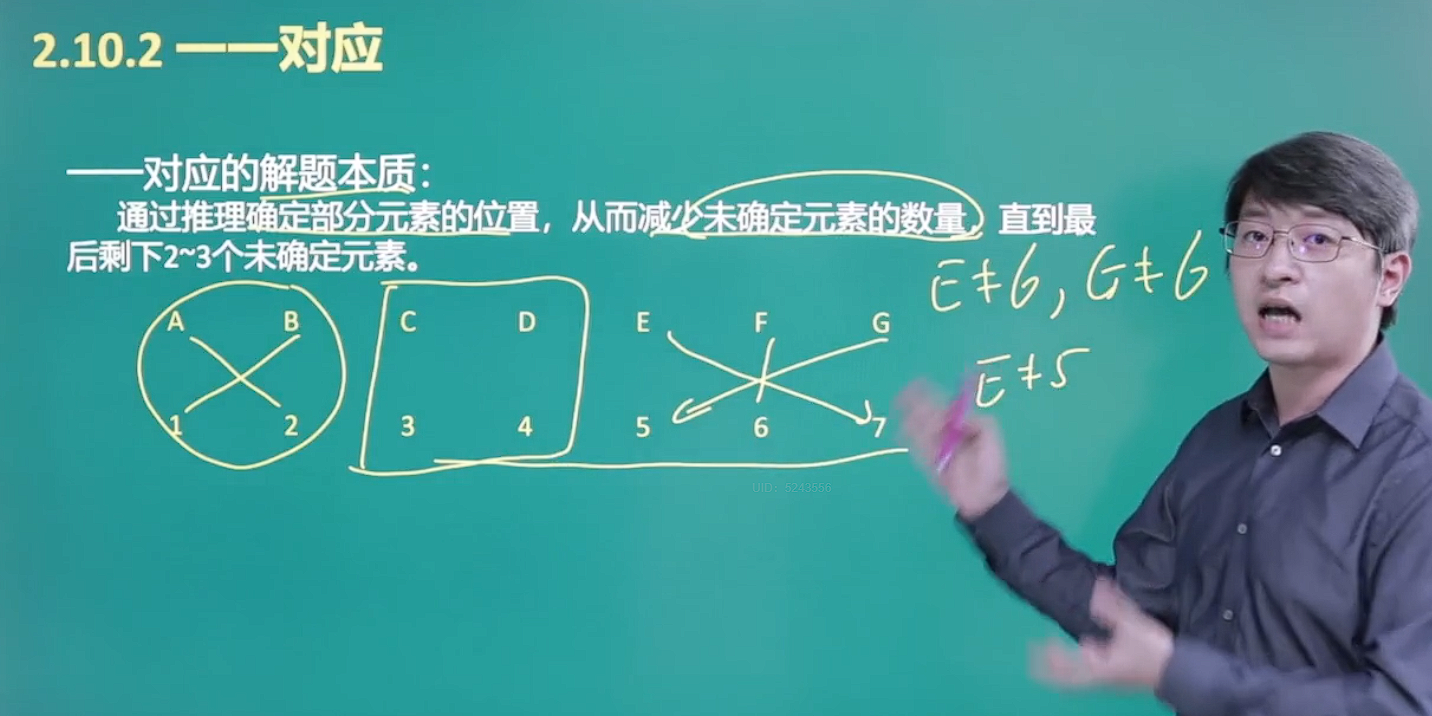 2.10.2 一一对应
一一对应的解题本质：
通过推理确定部分元素的位置，从而减少未确定元素的数量，直到最
后剩下2~3个未确定元素。
E≠6, G≠6
A B C D E F G
E≠5
1 2 3 4 5 6 7
UID: 5243556